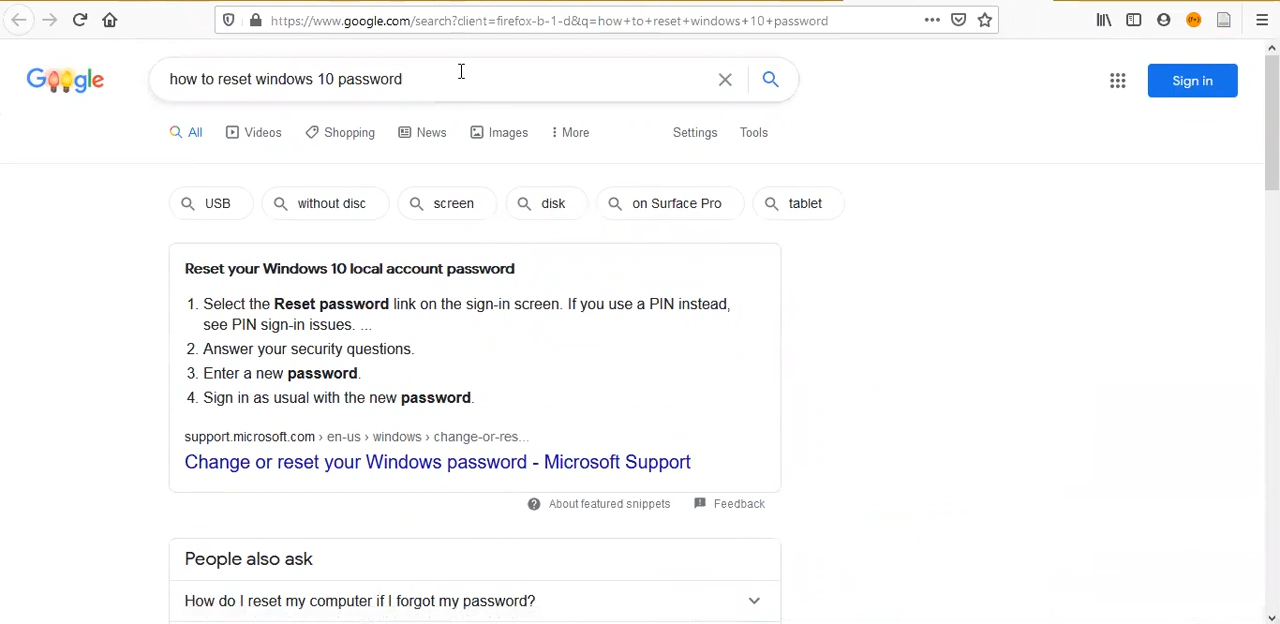 https://www.google.com/search?client=firefox-b-1-d&q=how+to+reset+windows+10+password
Google
how to reset windows 10 password
Sign in
All Videos Shopping News Images More Settings Tools
USB without disc screen disk on Surface Pro tablet
Reset your Windows 10 local account password
1. Select the Reset password link on the sign-in screen. If you use a PIN instead,
see PIN sign-in issues. ...
2. Answer your security questions.
3. Enter a new password.
4. Sign in as usual with the new password.
support.microsoft.com › en-us › windows › change-or-res...
Change or reset your Windows password - Microsoft Support
About featured snippets Feedback
People also ask
How do I reset my computer if I forgot my password?